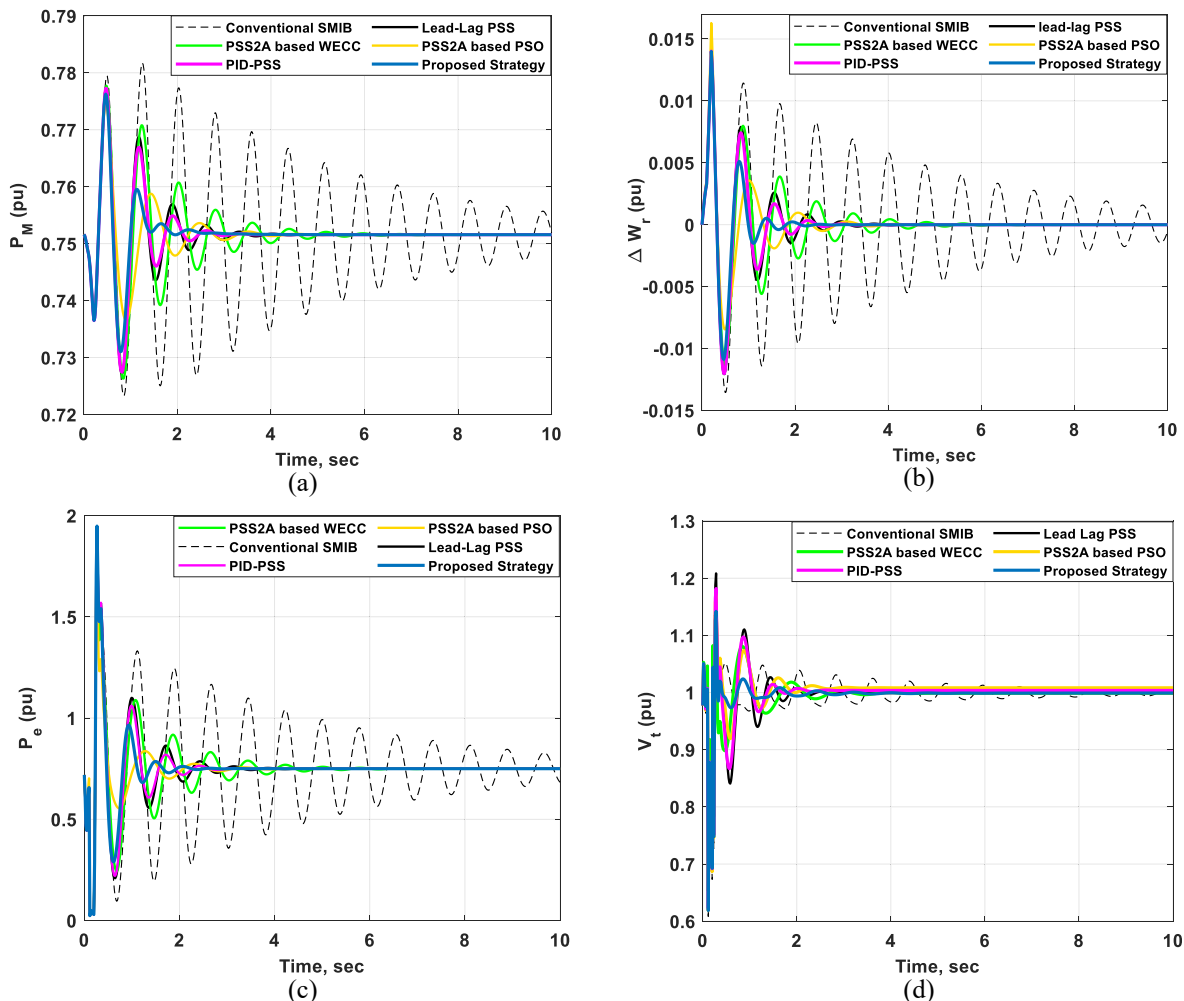 0.79
0.78
0.77
0.76
0.75
0.74
0.73
0.72
P_M (pu)
Conventional SMIB
Lead-Lag PSS
PSS2A based WECC
PSS2A based PSO
PID-PSS
Proposed Strategy
0 2 4 6 8 10
Time, sec
(a)
0.015
0.01
0.005
0
-0.005
-0.01
-0.015
Δ W_r (pu)
Conventional SMIB
lead-lag PSS
PSS2A based WECC
PSS2A based PSO
PID-PSS
Proposed Strategy
0 2 4 6 8 10
Time, sec
(b)
2
1.5
1
0.5
0
P_e (pu)
PSS2A based WECC
PSS2A based PSO
Conventional SMIB
Lead-Lag PSS
PID-PSS
Proposed Strategy
0 2 4 6 8 10
Time, sec
(c)
1.3
1.2
1.1
1
0.9
0.8
0.7
0.6
V_t (pu)
Conventional SMIB
Lead Lag PSS
PSS2A based WECC
PSS2A based PSO
PID-PSS
Proposed Strategy
0 2 4 6 8 10
Time, sec
(d)